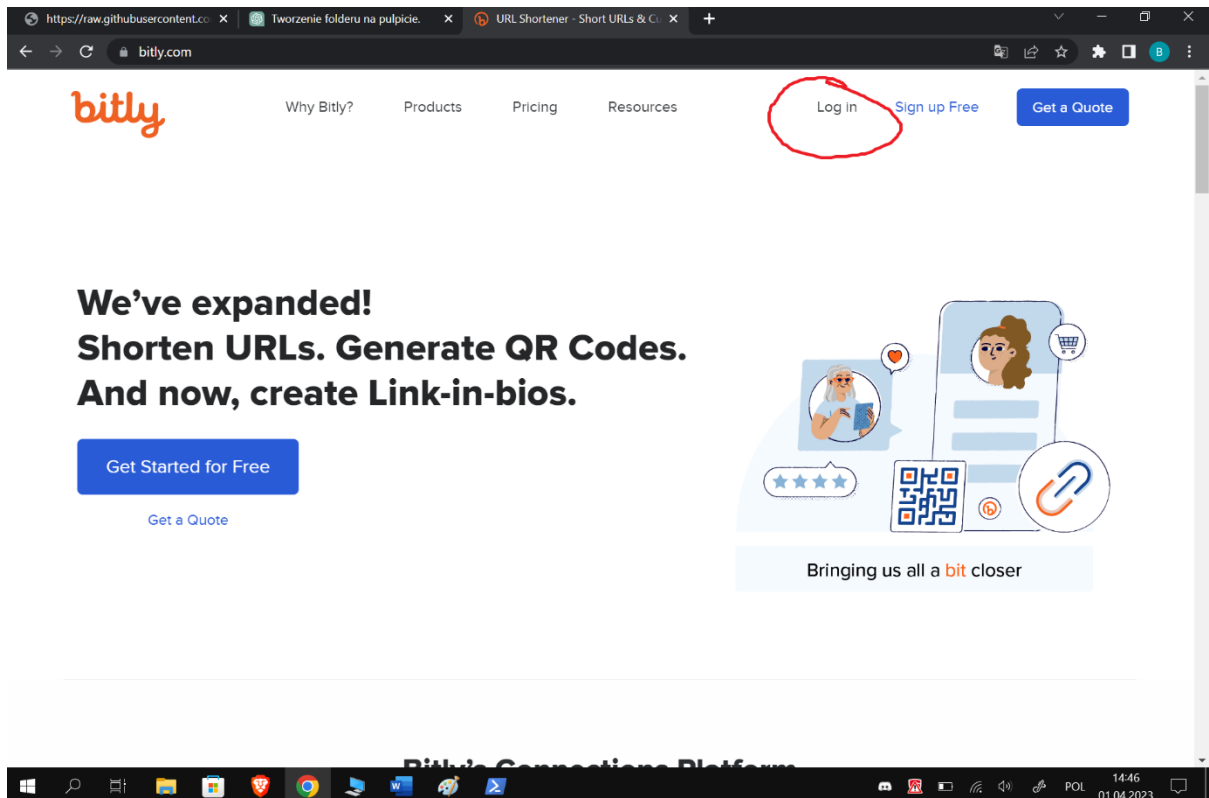 https://raw.githubusercontent.co
Tworzenie folderu na pulpicie.
URL Shortener - Short URLs & Cu
bitly.com
B
bitly
Why Bitly?
Products
Pricing
Resources
Log in
Sign up Free
Get a Quote
We've expanded!
Shorten URLs. Generate QR Codes.
And now, create Link-in-bios.
Get Started for Free
Get a Quote
Bringing us all a bit closer
Bitly's Connections Platform
POL
14:46
01.04.2023